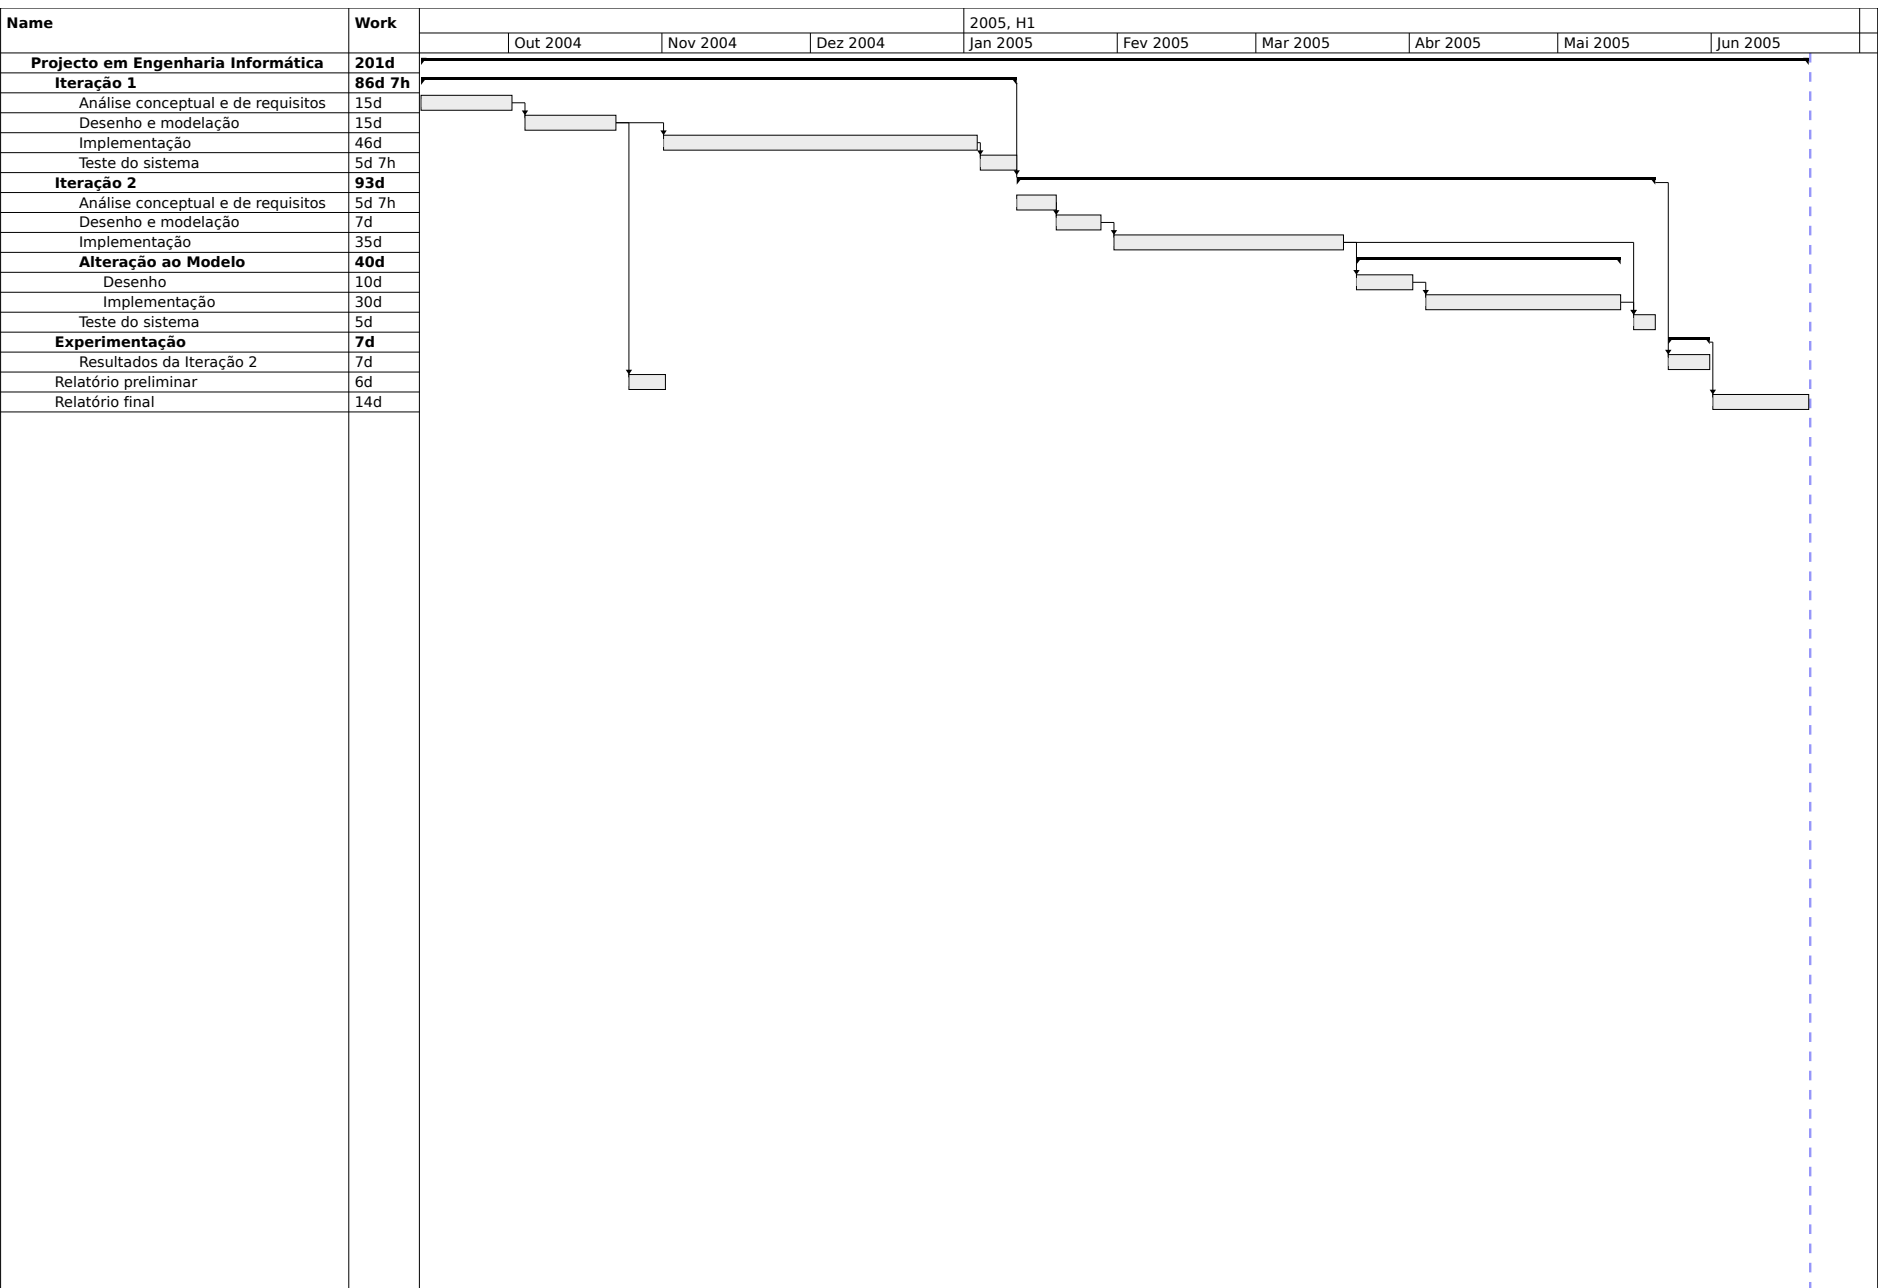 Name Work 2005, H1
Out 2004 Nov 2004 Dez 2004 Jan 2005 Fev 2005 Mar 2005 Abr 2005 Mai 2005 Jun 2005
Projecto em Engenharia Informática 201d
Iteração 1 86d 7h
Análise conceptual e de requisitos 15d
Desenho e modelação 15d
Implementação 46d
Teste do sistema 5d 7h
Iteração 2 93d
Análise conceptual e de requisitos 5d 7h
Desenho e modelação 7d
Implementação 35d
Alteração ao Modelo 40d
Desenho 10d
Implementação 30d
Teste do sistema 5d
Experimentação 7d
Resultados da Iteração 2 7d
Relatório preliminar 6d
Relatório final 14d